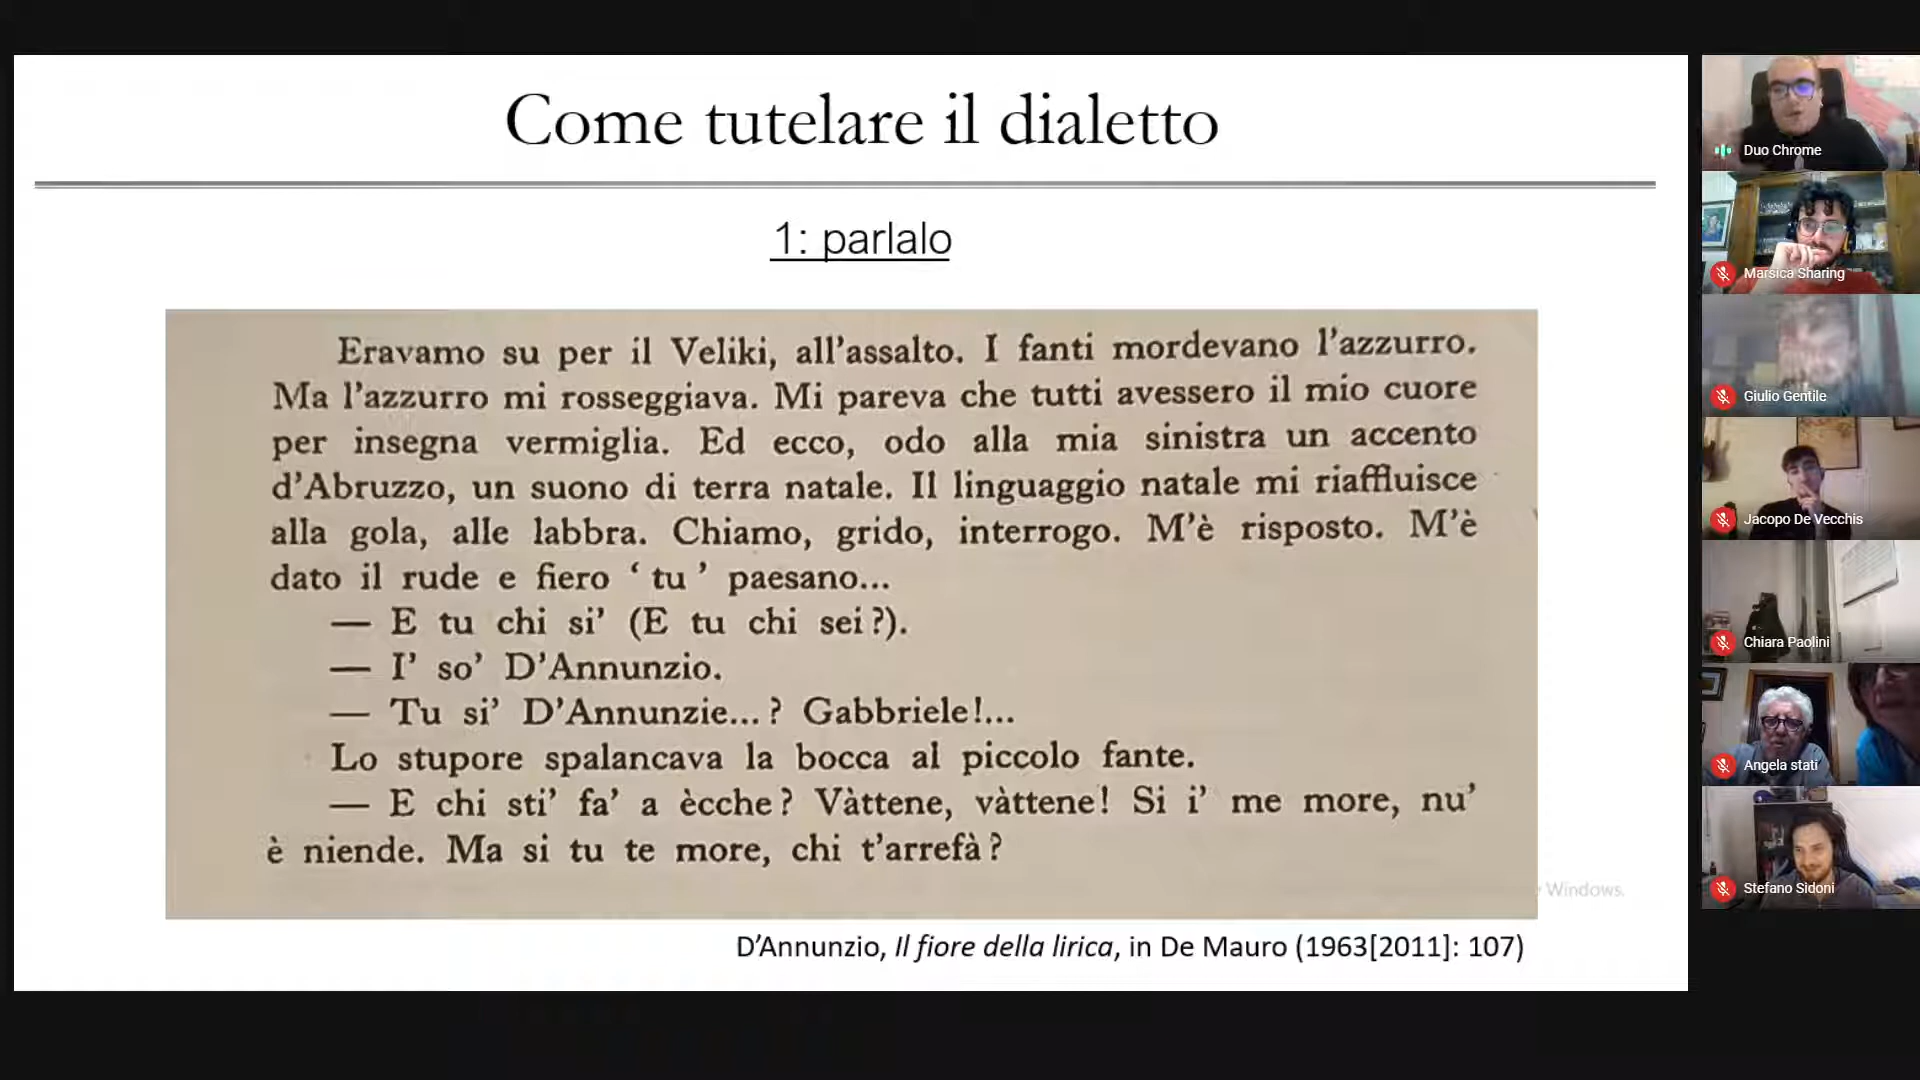 Come tutelare il dialetto
1: parlalo
Eravamo su per il Veliki, all'assalto. I fanti mordevano l'azzurro.
Ma l'azzurro mi rosseggiava. Mi pareva che tutti avessero il mio cuore
per insegna vermiglia. Ed ecco, odo alla mia sinistra un accento
d'Abruzzo, un suono di terra natale. Il linguaggio natale mi riaffluisce
alla gola, alle labbra. Chiamo, grido, interrogo. M'è risposto. M'è
dato il rude e fiero ‘ tu ’ paesano...
— E tu chi si' (E tu chi sei?).
— I' so' D'Annunzio.
— Tu si' D'Annunzie...? Gabbriele!...
Lo stupore spalancava la bocca al piccolo fante.
— E chi sti' fa' a ècche? Vàttene, vàttene! Si i' me more, nu'
è niende. Ma si tu te more, chi t'arrefà?
Windows.
D'Annunzio, Il fiore della lirica, in De Mauro (1963[2011]: 107)
Duo Chrome
Marsica Sharing
Giulio Gentile
Jacopo De Vecchis
Chiara Paolini
Angela stati
Stefano Sidoni